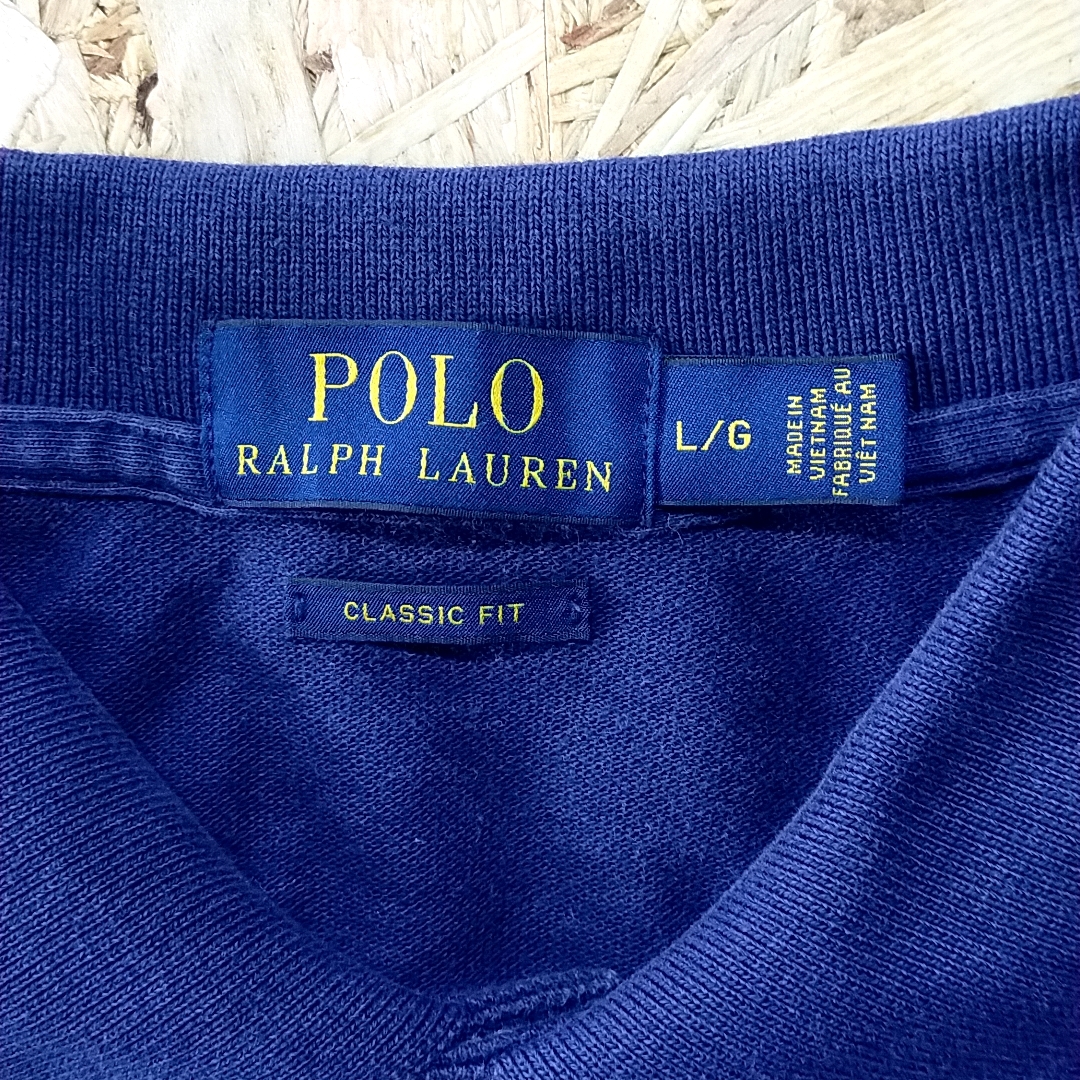 POLO
RALPH LAUREN
L/G
MADE IN
VIETNAM
FABRIQUÉ AU
VIÊT NAM
CLASSIC FIT